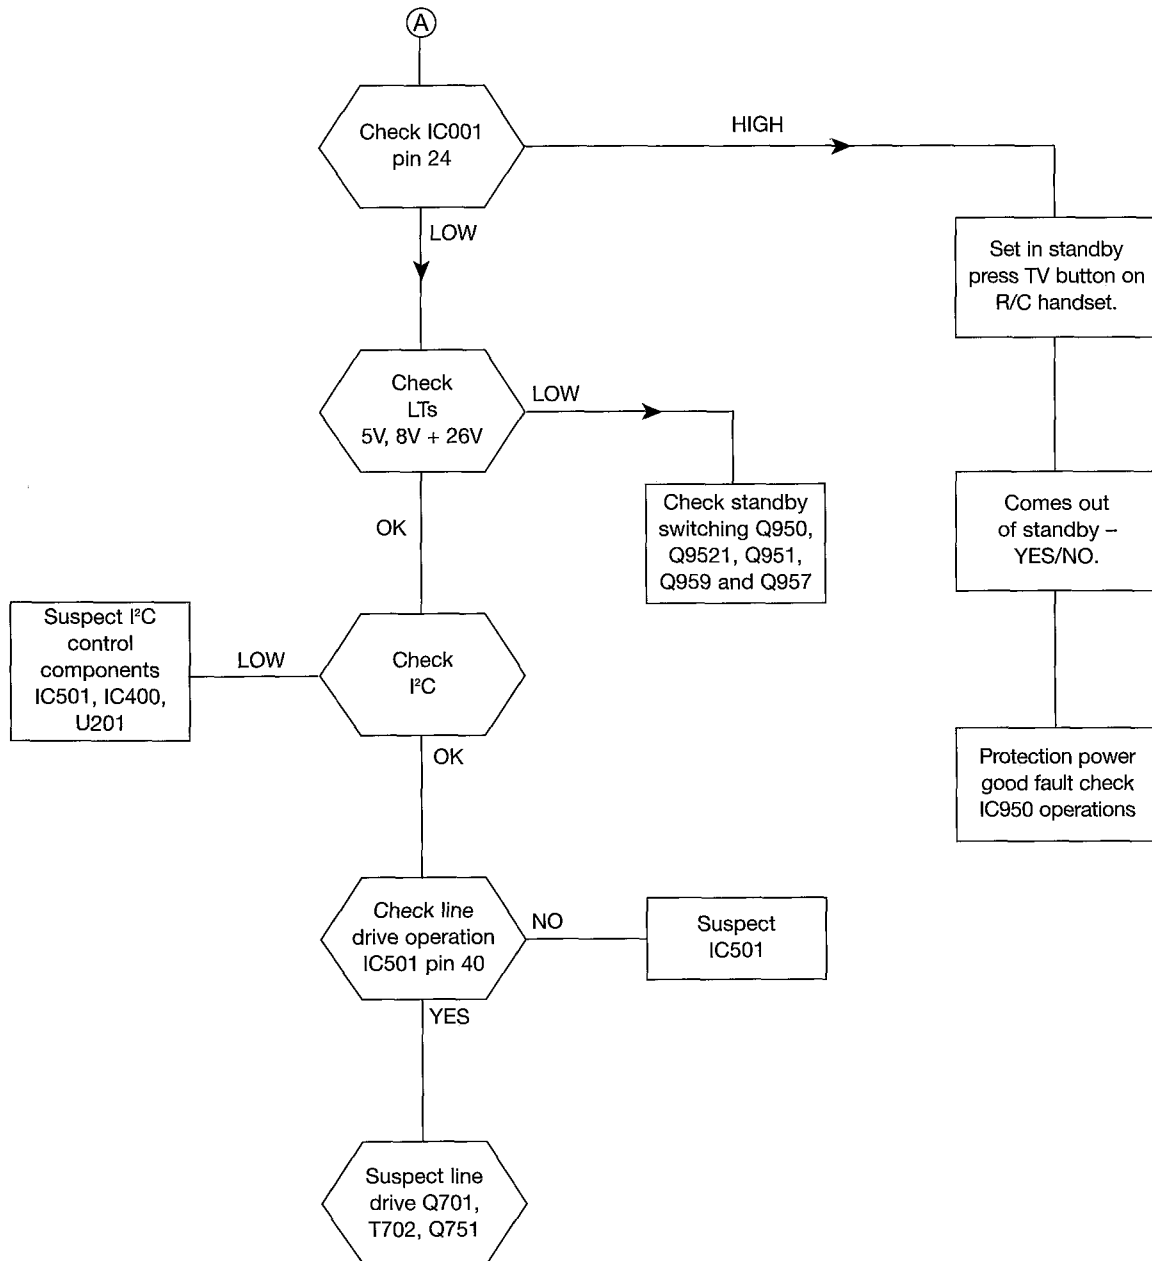 A
Check IC001
pin 24
HIGH
LOW
Set in standby
press TV button on
R/C handset.
Check
LTs
5V, 8V + 26V
LOW
Check standby
switching Q950,
Q9521, Q951,
Q959 and Q957
OK
Comes out
of standby –
YES/NO.
Suspect I²C
control
components
IC501, IC400,
U201
LOW
Check
I²C
OK
Protection power
good fault check
IC950 operations
Check line
drive operation
IC501 pin 40
NO
Suspect
IC501
YES
Suspect line
drive Q701,
T702, Q751